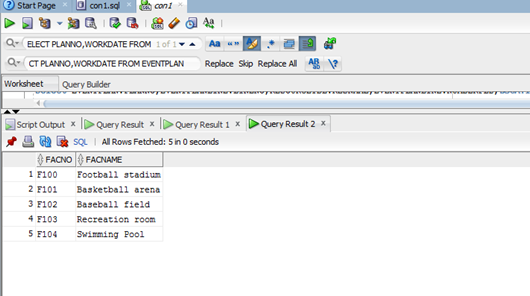 Start Page con1.sql con1
ELECT PLANNO,WORKDATE FROM 1 of 1 Aa “ ”
CT PLANNO,WORKDATE FROM EVENTPLAN Replace Skip Replace All AB \?
Worksheet Query Builder
Script Output Query Result Query Result 1 Query Result 2
SQL | All Rows Fetched: 5 in 0 seconds
FACNO FACNAME
1 F100 Football stadium
2 F101 Basketball arena
3 F102 Baseball field
4 F103 Recreation room
5 F104 Swimming Pool